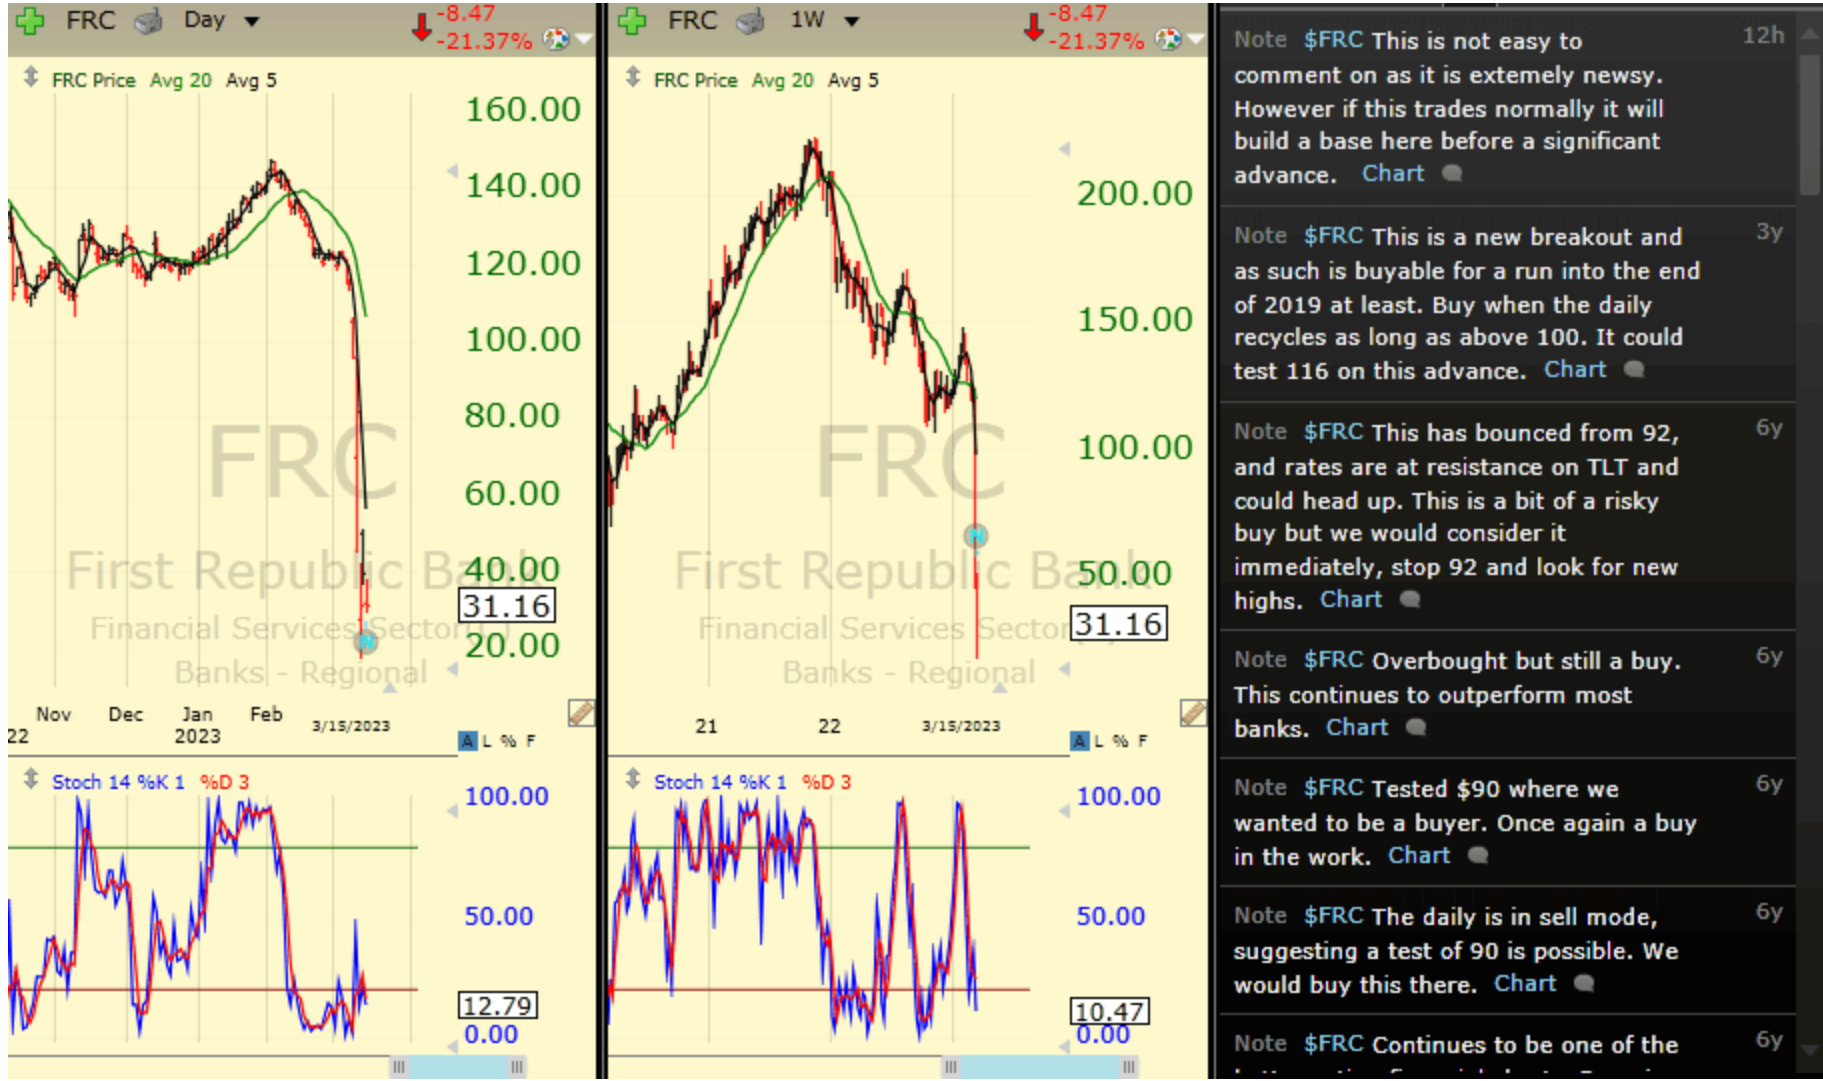 FRC Day -8.47
-21.37%
FRC Price Avg 20 Avg 5
160.00
140.00
120.00
100.00
80.00
60.00
40.00
31.16
20.00
FRC
First Republic Bank
Financial Services Sector
Banks - Regional
Nov Dec Jan Feb
22 2023 3/15/2023
A L % F
Stoch 14 %K 1 %D 3
100.00
50.00
12.79
0.00
FRC 1W -8.47
-21.37%
FRC Price Avg 20 Avg 5
200.00
150.00
100.00
50.00
31.16
FRC
First Republic Bank
Financial Services Sector
Banks - Regional
21 22 3/15/2023
A L % F
Stoch 14 %K 1 %D 3
100.00
50.00
10.47
0.00
Note $FRC This is not easy to 12h
comment on as it is extemely newsy.
However if this trades normally it will
build a base here before a significant
advance. Chart
Note $FRC This is a new breakout and 3y
as such is buyable for a run into the end
of 2019 at least. Buy when the daily
recycles as long as above 100. It could
test 116 on this advance. Chart
Note $FRC This has bounced from 92, 6y
and rates are at resistance on TLT and
could head up. This is a bit of a risky
buy but we would consider it
immediately, stop 92 and look for new
highs. Chart
Note $FRC Overbought but still a buy. 6y
This continues to outperform most
banks. Chart
Note $FRC Tested $90 where we 6y
wanted to be a buyer. Once again a buy
in the work. Chart
Note $FRC The daily is in sell mode, 6y
suggesting a test of 90 is possible. We
would buy this there. Chart
Note $FRC Continues to be one of the 6y